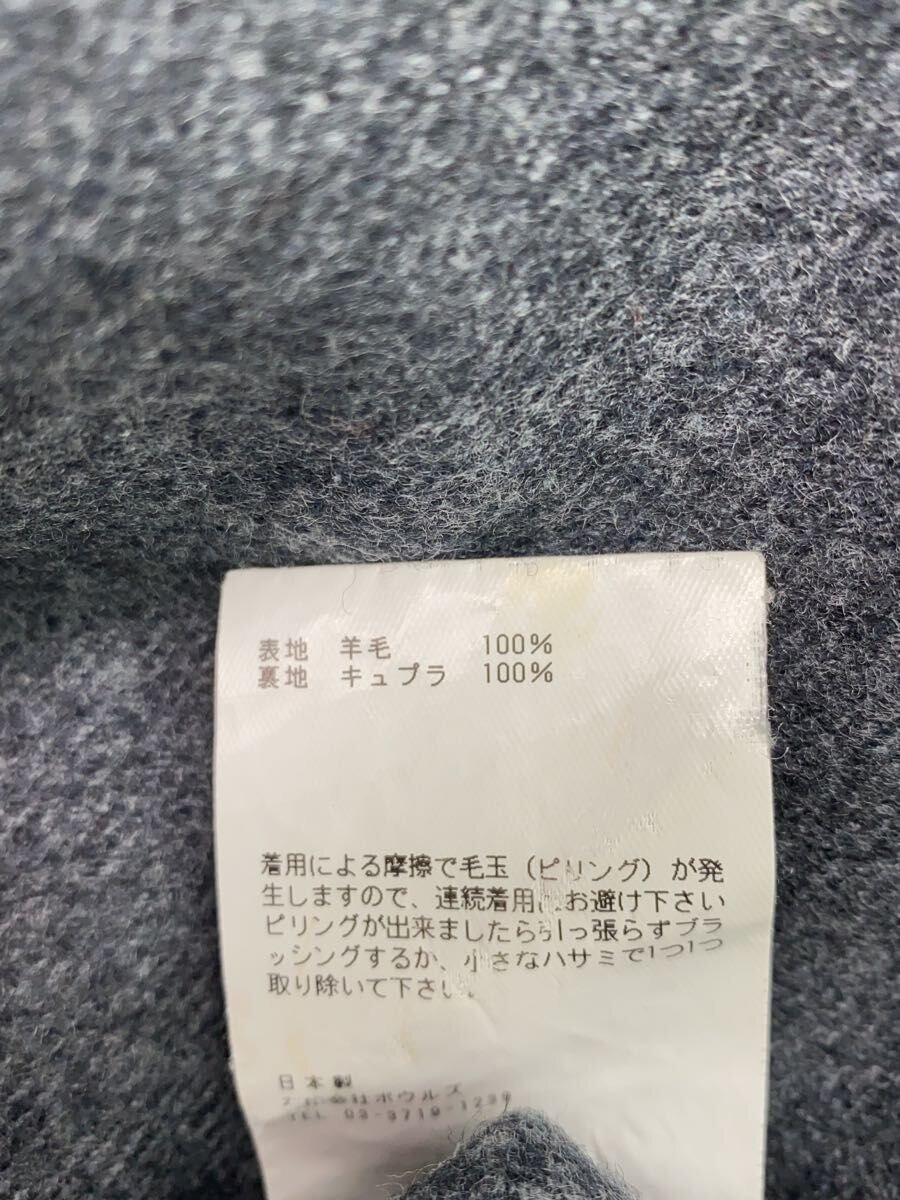 表地 羊毛 100%
裏地 キュプラ 100%
着用による摩擦で毛玉（ピリング）が発
生しますので、連続着用はお避け下さい
ピリングが出来ましたら引っ張らずブラ
ッシングするか、小さなハサミで1つ1つ
取り除いて下さい。
日本製
ボウルズ
TEL 03-3719-1239